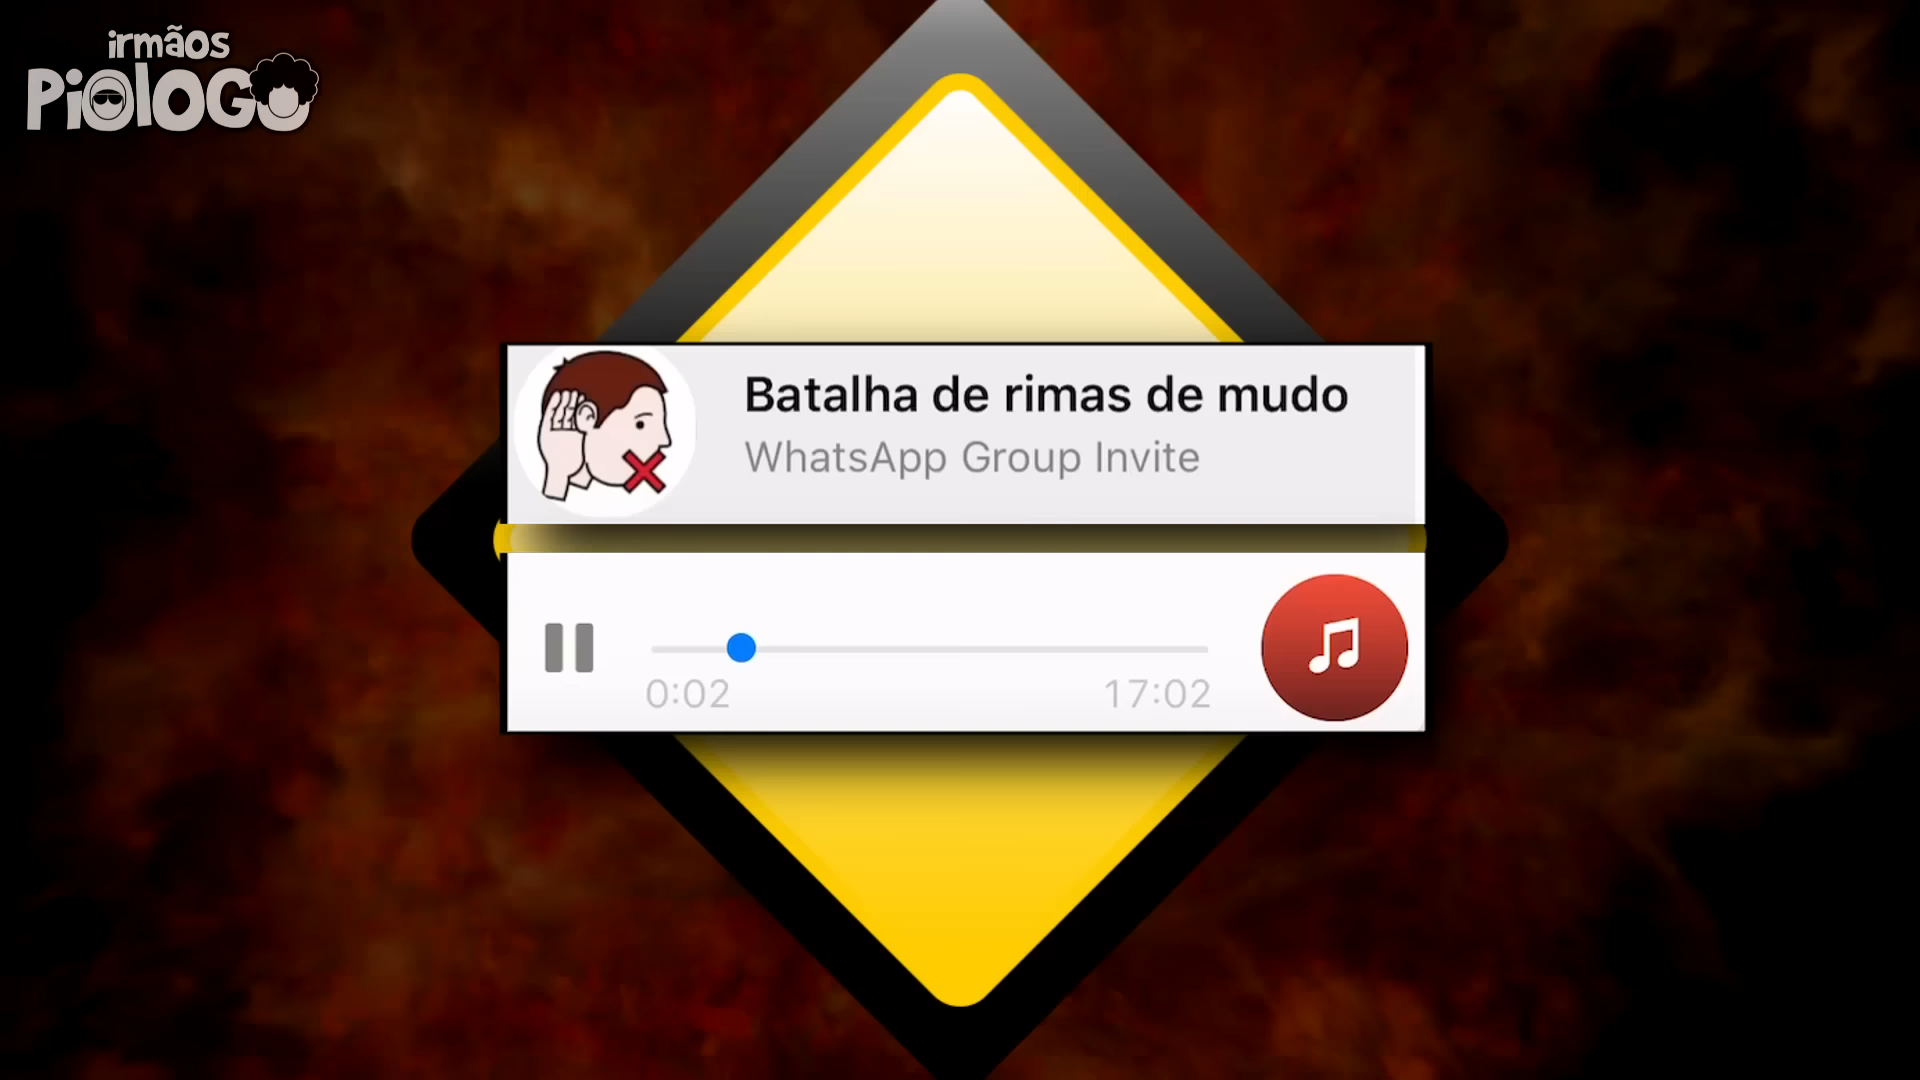 irmãos
PiOLOGO
Batalha de rimas de mudo
WhatsApp Group Invite
0:02
17:02